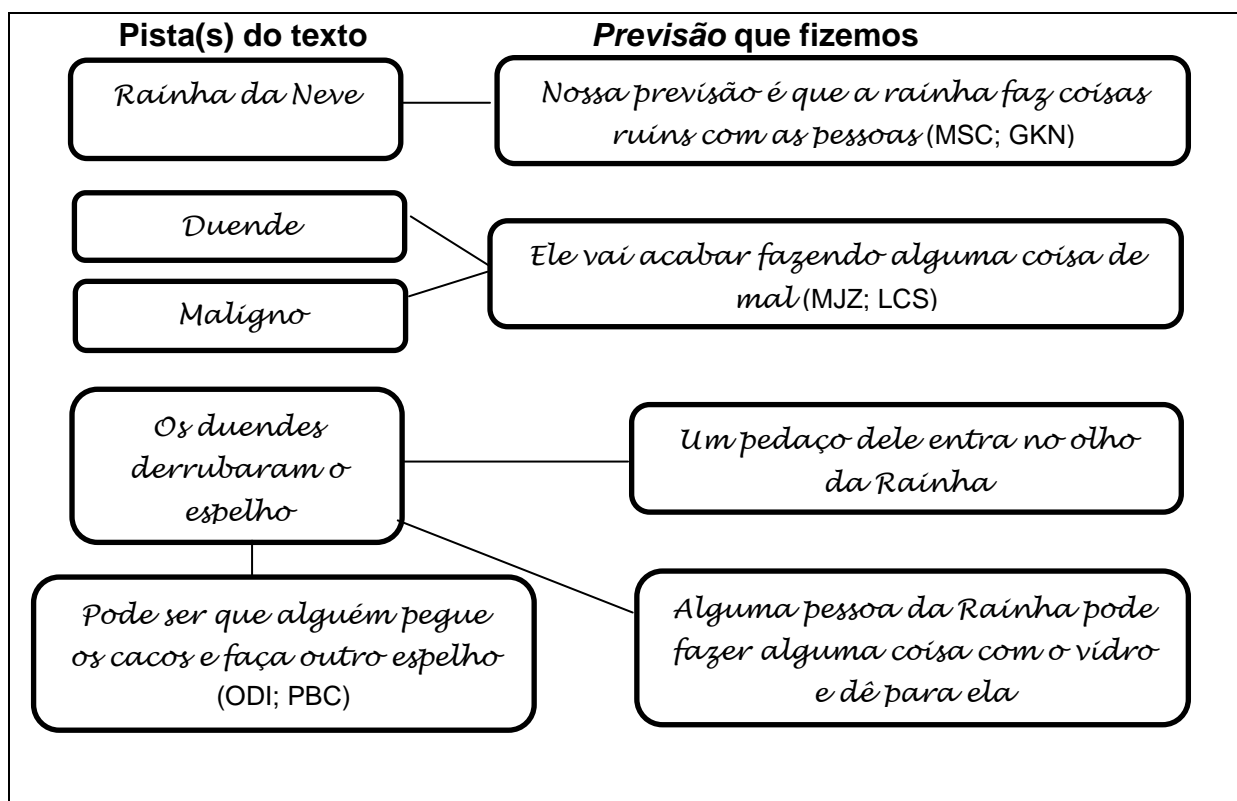 Pista(s) do texto
Previsão que fizemos
Rainha da Neve
Nossa previsão é que a rainha faz coisas
ruins com as pessoas (MSC; GKN)
Duende
Maligno
Ele vai acabar fazendo alguma coisa de
mal (MJZ; LCS)
Os duendes
derrubaram o
espelho
Um pedaço dele entra no olho
da Rainha
Pode ser que alguém pegue
os cacos e faça outro espelho
(ODI; PBC)
Alguma pessoa da Rainha pode
fazer alguma coisa com o vidro
e dê para ela